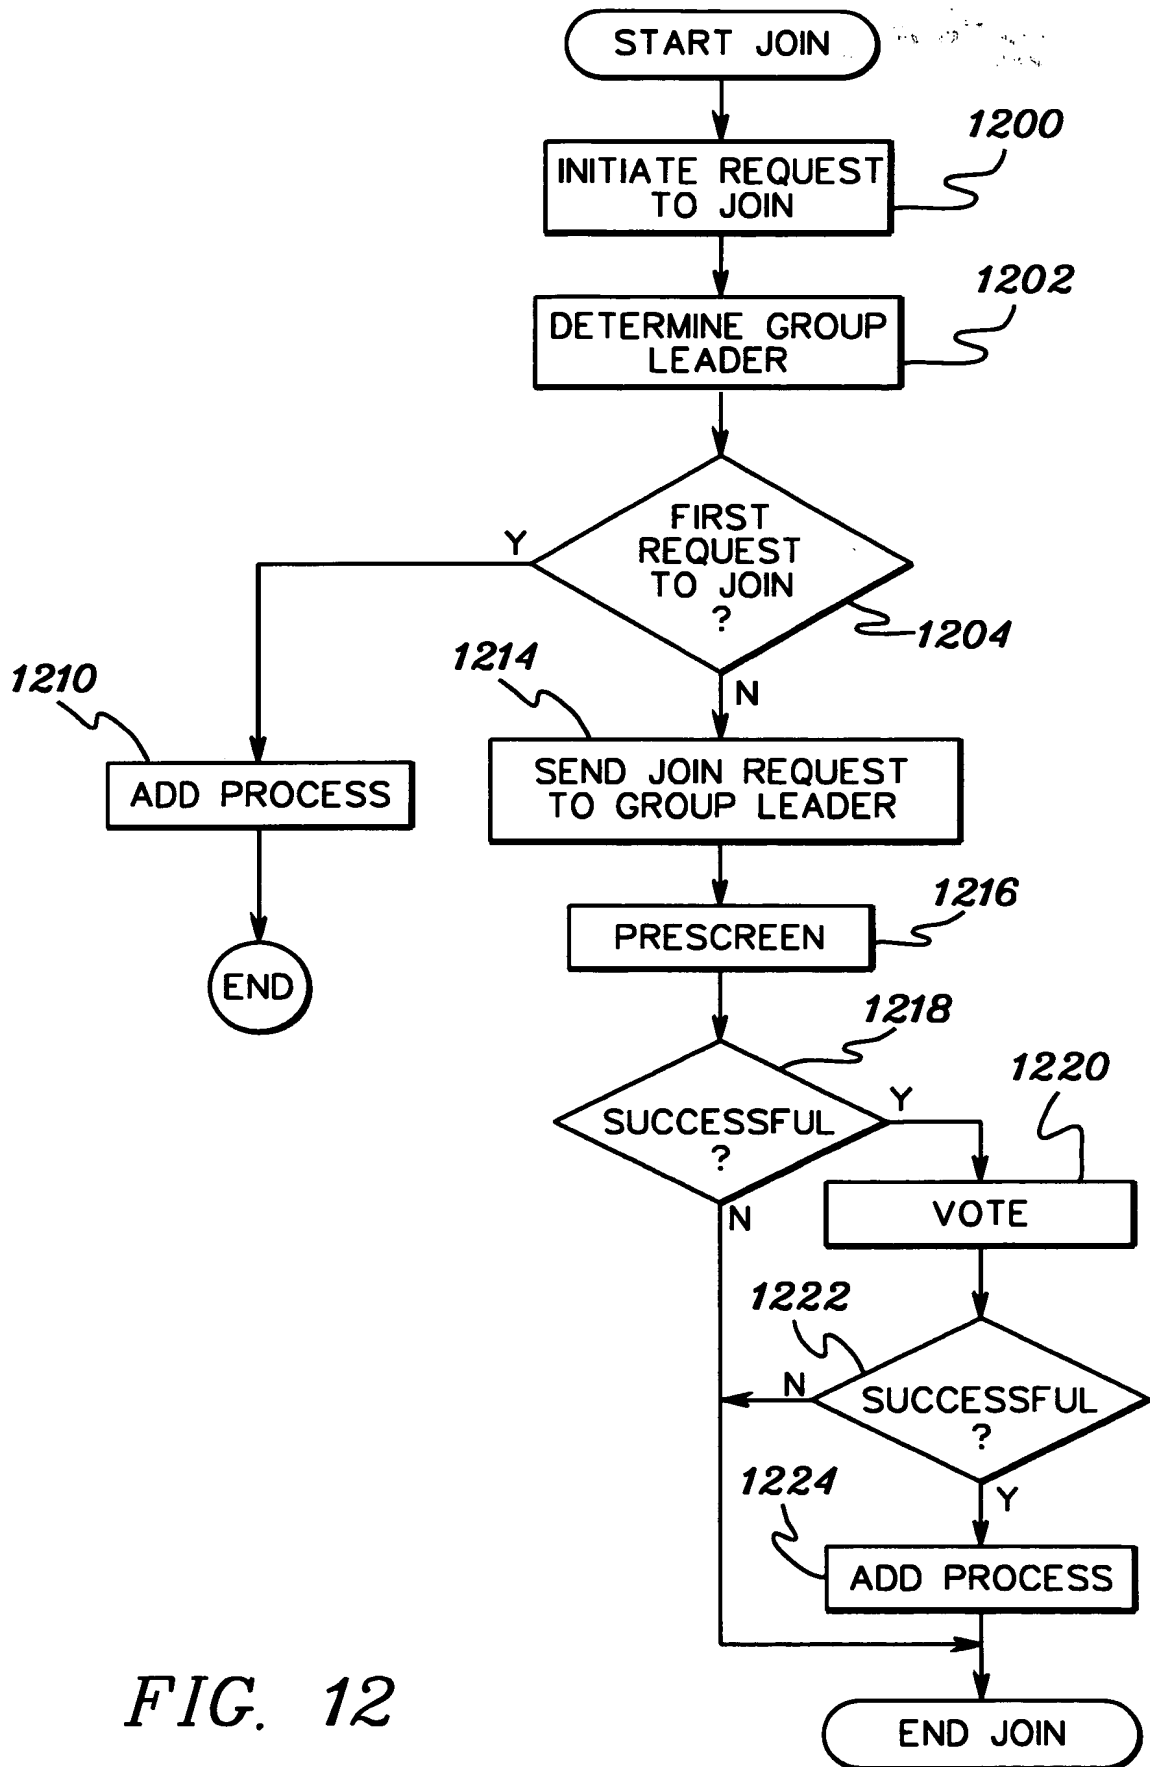 START JOIN
1200
INITIATE REQUEST
TO JOIN
1202
DETERMINE GROUP
LEADER
FIRST
REQUEST
TO JOIN
?
Y
1204
N
1210
ADD PROCESS
END
1214
SEND JOIN REQUEST
TO GROUP LEADER
1216
PRESCREEN
1218
SUCCESSFUL
?
Y
N
1220
VOTE
1222
SUCCESSFUL
?
N
Y
1224
ADD PROCESS
END JOIN
FIG. 12